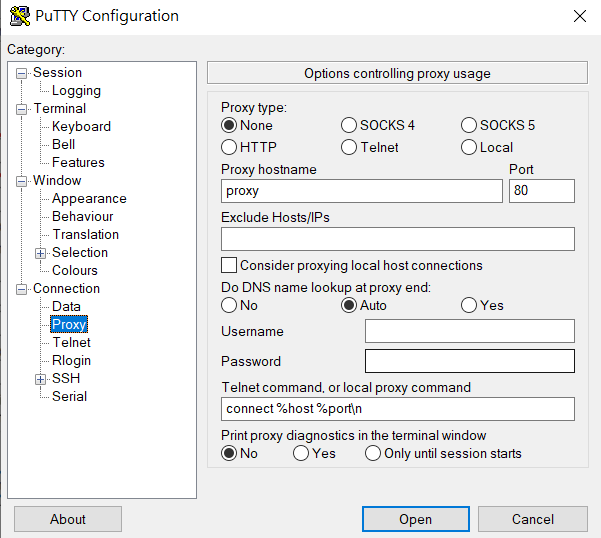 PuTTY Configuration
Category:
Session
Logging
Terminal
Keyboard
Bell
Features
Window
Appearance
Behaviour
Translation
Selection
Colours
Connection
Data
Proxy
Telnet
Rlogin
SSH
Serial
Options controlling proxy usage
Proxy type:
None SOCKS 4 SOCKS 5
HTTP Telnet Local
Proxy hostname Port
proxy 80
Exclude Hosts/IPs
Consider proxying local host connections
Do DNS name lookup at proxy end:
No Auto Yes
Username
Password
Telnet command, or local proxy command
connect %host %port\n
Print proxy diagnostics in the terminal window
No Yes Only until session starts
About Open Cancel